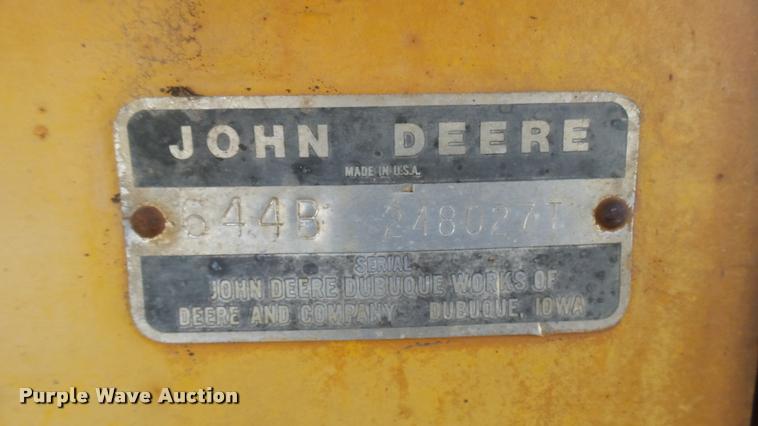 JOHN DEERE
MADE IN U.S.A.
644B 248027T
SERIAL
JOHN DEERE DUBUQUE WORKS OF
DEERE AND COMPANY DUBUQUE, IOWA
Purple Wave Auction